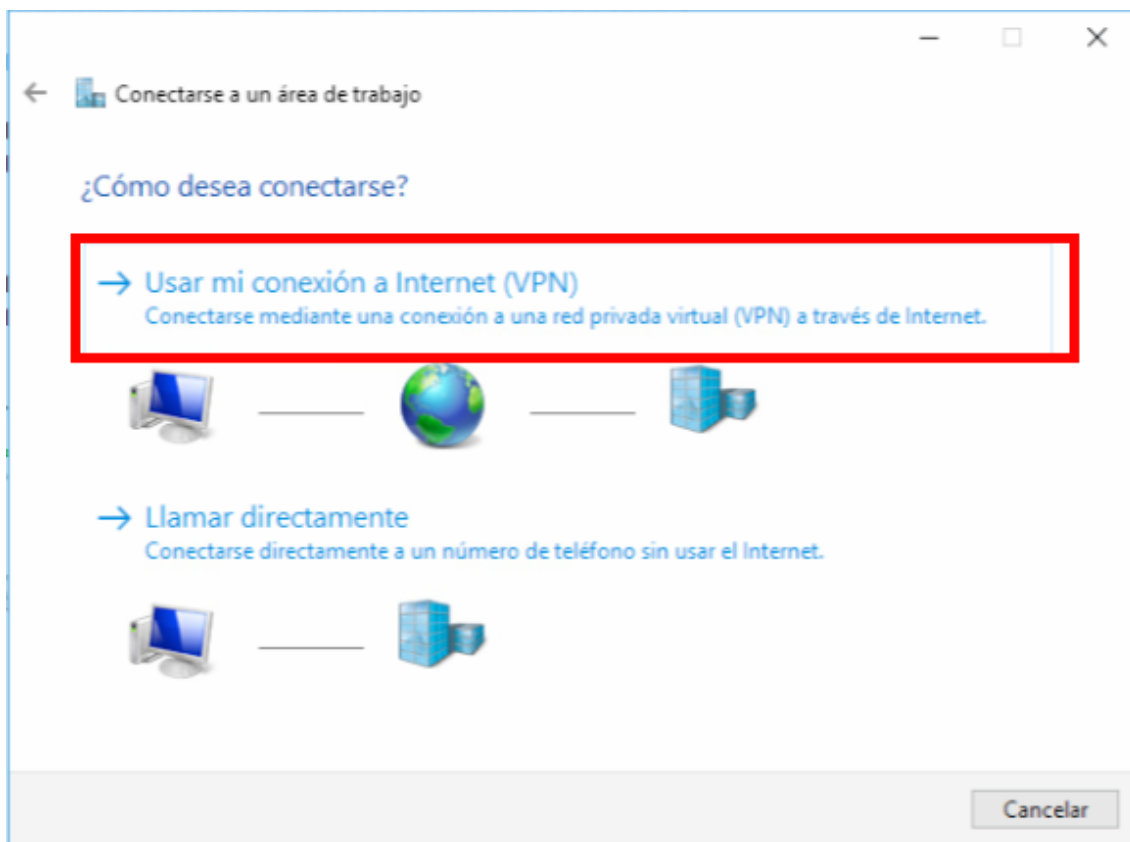 Conectarse a un área de trabajo
¿Cómo desea conectarse?
Usar mi conexión a Internet (VPN)
Conectarse mediante una conexión a una red privada virtual (VPN) a través de Internet.
Llamar directamente
Conectarse directamente a un número de teléfono sin usar el Internet.
Cancelar